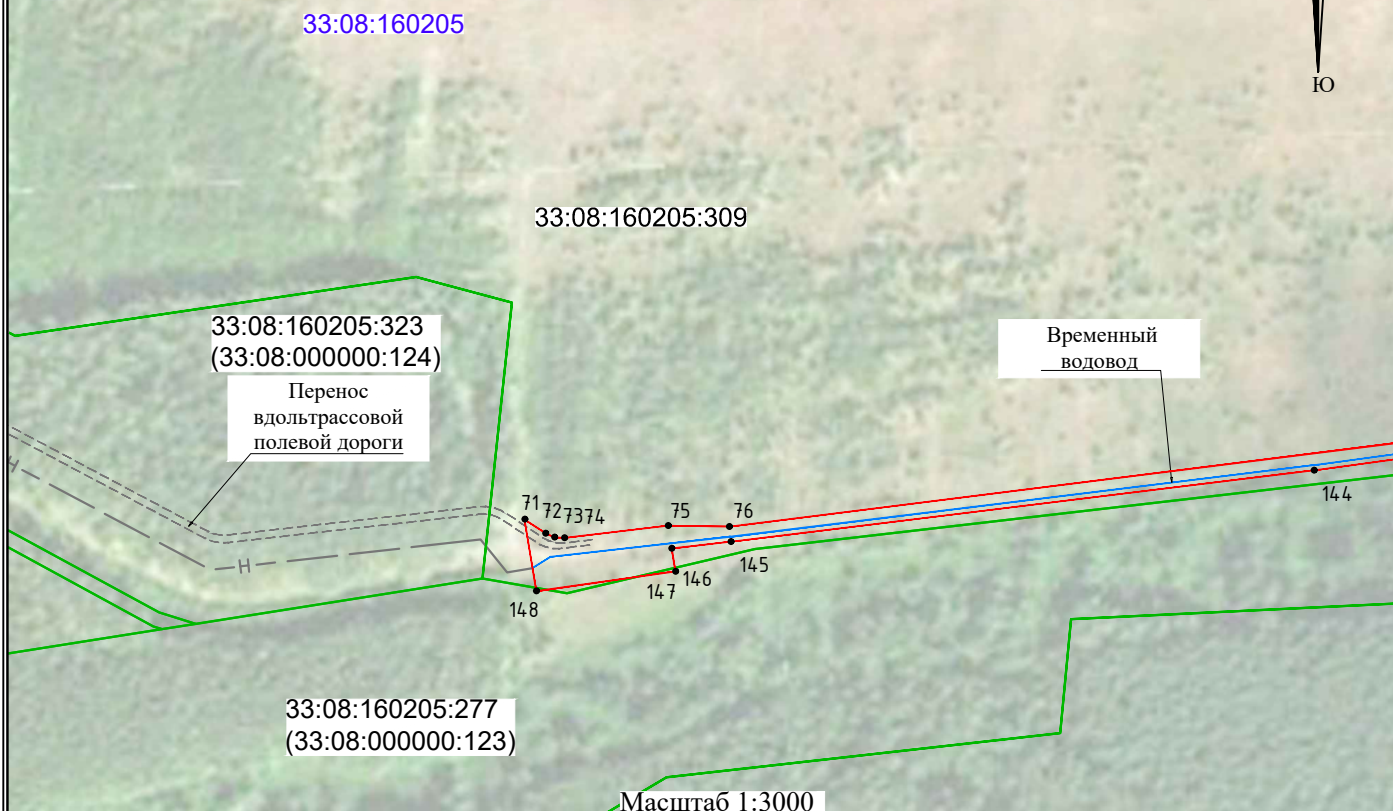 33:08:160205
Ю
33:08:160205:309
33:08:160205:323
(33:08:000000:124)
Перенос
вдольтрассовой
полевой дороги
Временный
водовод
Н
Н
71
72
73
74
75
76
144
145
146
147
148
33:08:160205:277
(33:08:000000:123)
Масштаб 1:3000